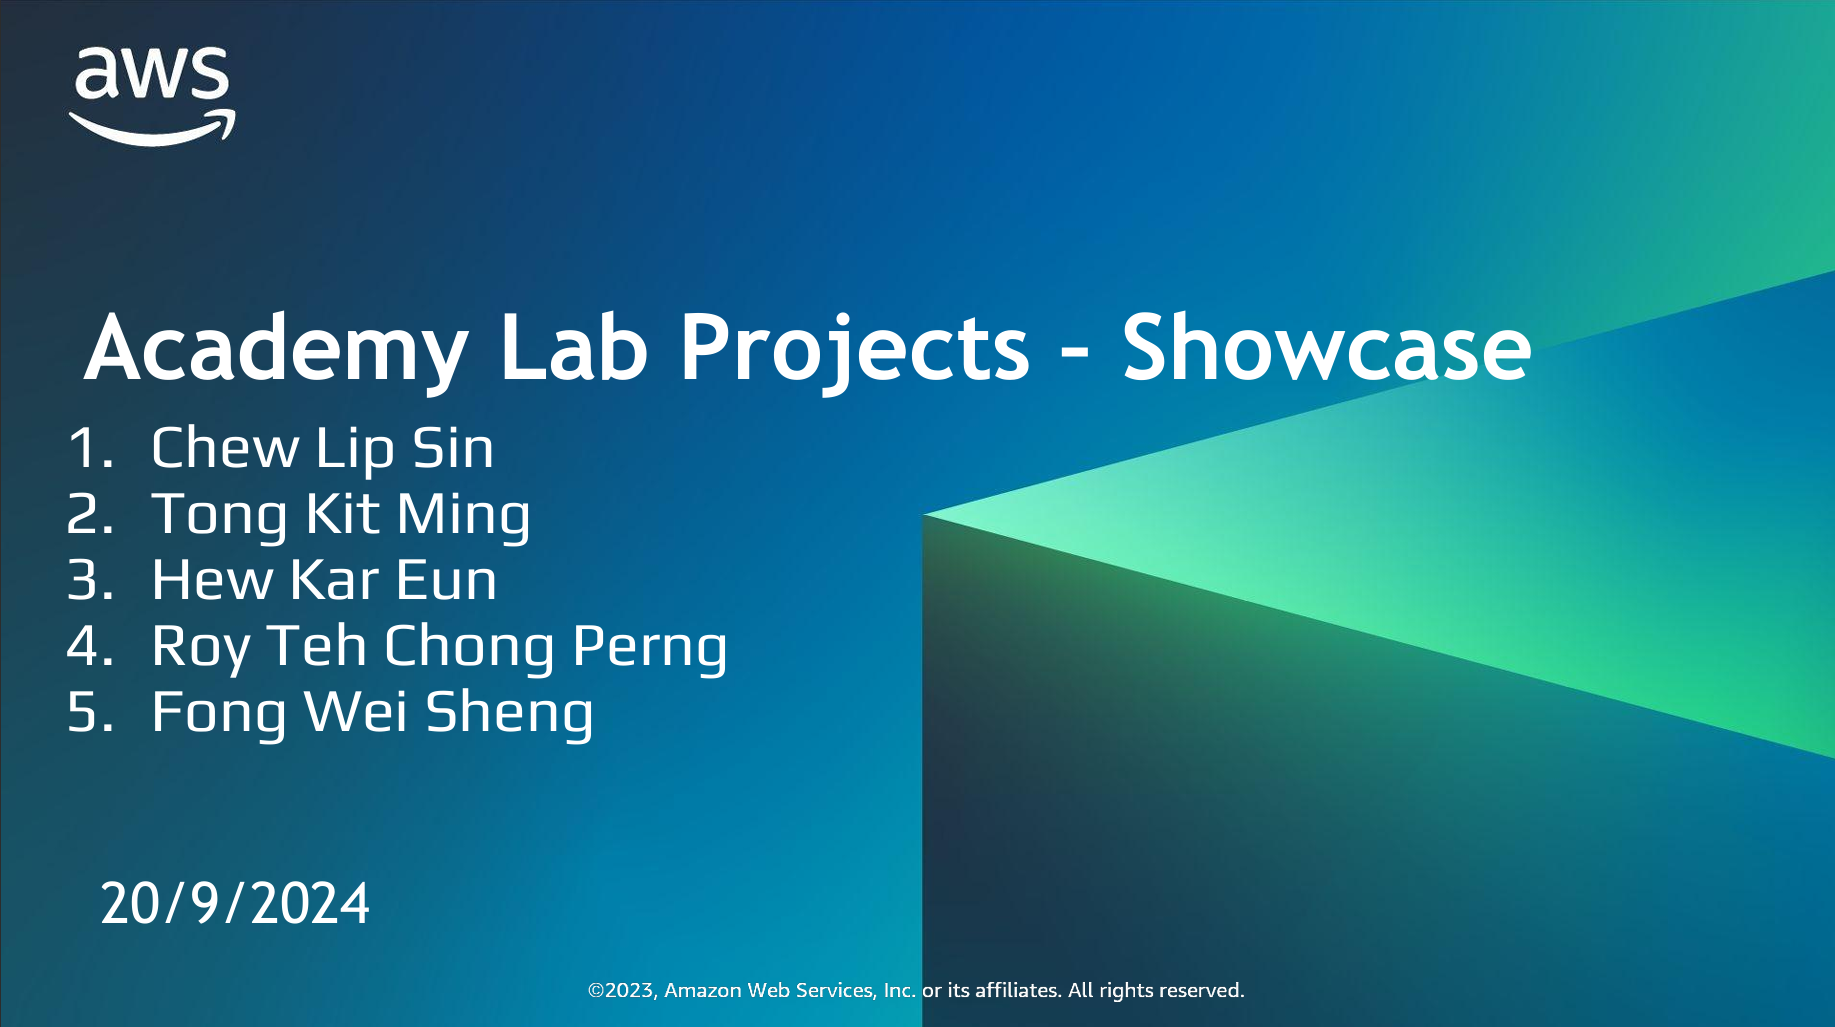 aws
Academy Lab Projects - Showcase
1. Chew Lip Sin
2. Tong Kit Ming
3. Hew Kar Eun
4. Roy Teh Chong Perng
5. Fong Wei Sheng
20/9/2024
©2023, Amazon Web Services, Inc. or its affiliates. All rights reserved.